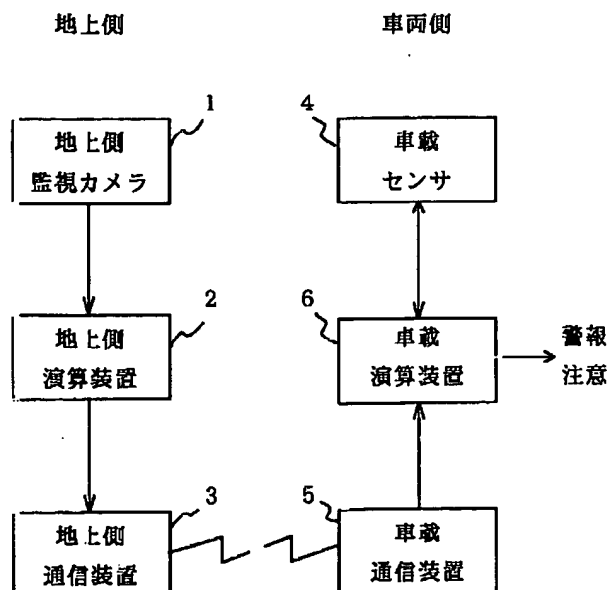 地上側
車両側
1
4
地上側
監視カメラ
車載
センサ
2
6
地上側
演算装置
車載
演算装置
警報
注意
3
5
地上側
通信装置
車載
通信装置